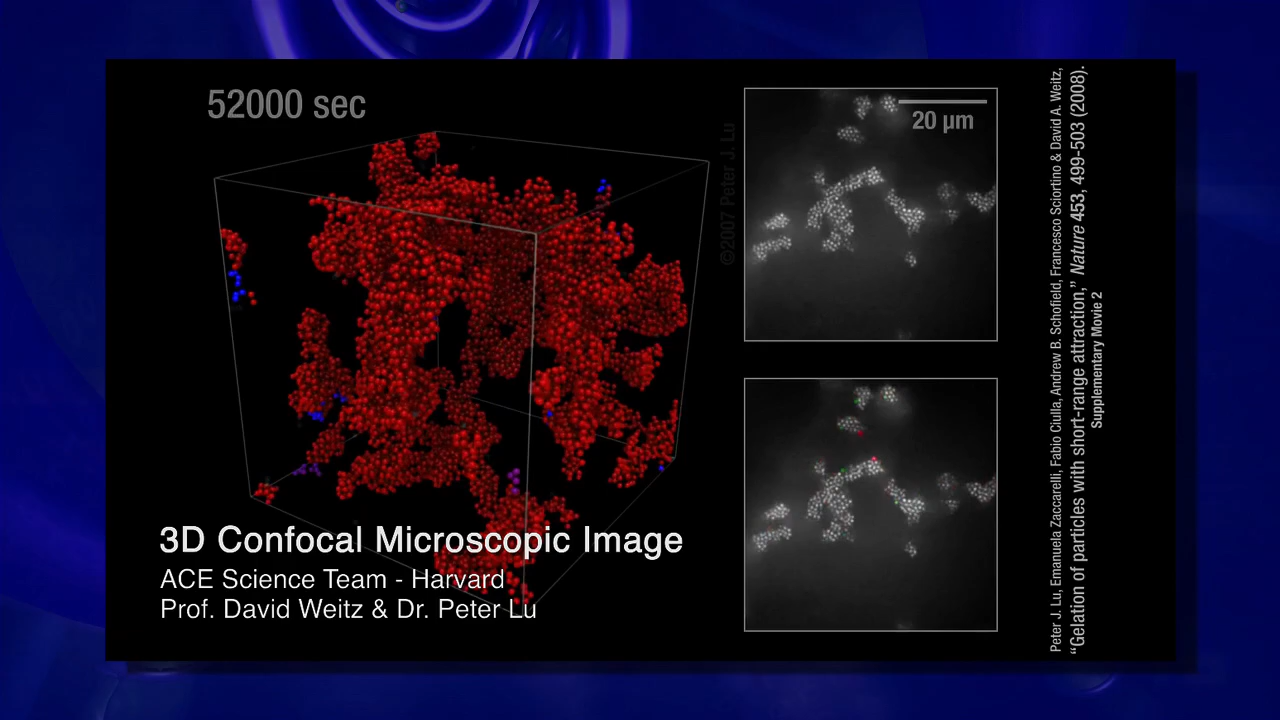 52000 sec
©2007 Peter J. Lu
20 µm
3D Confocal Microscopic Image
ACE Science Team - Harvard
Prof. David Weitz & Dr. Peter Lu
Peter J. Lu, Emanuela Zaccarelli, Fabio Ciulla, Andrew B. Schofield, Francesco Sciortino & David A. Weitz,
“Gelation of particles with short-range attraction,” Nature 453, 499-503 (2008).
Supplementary Movie 2